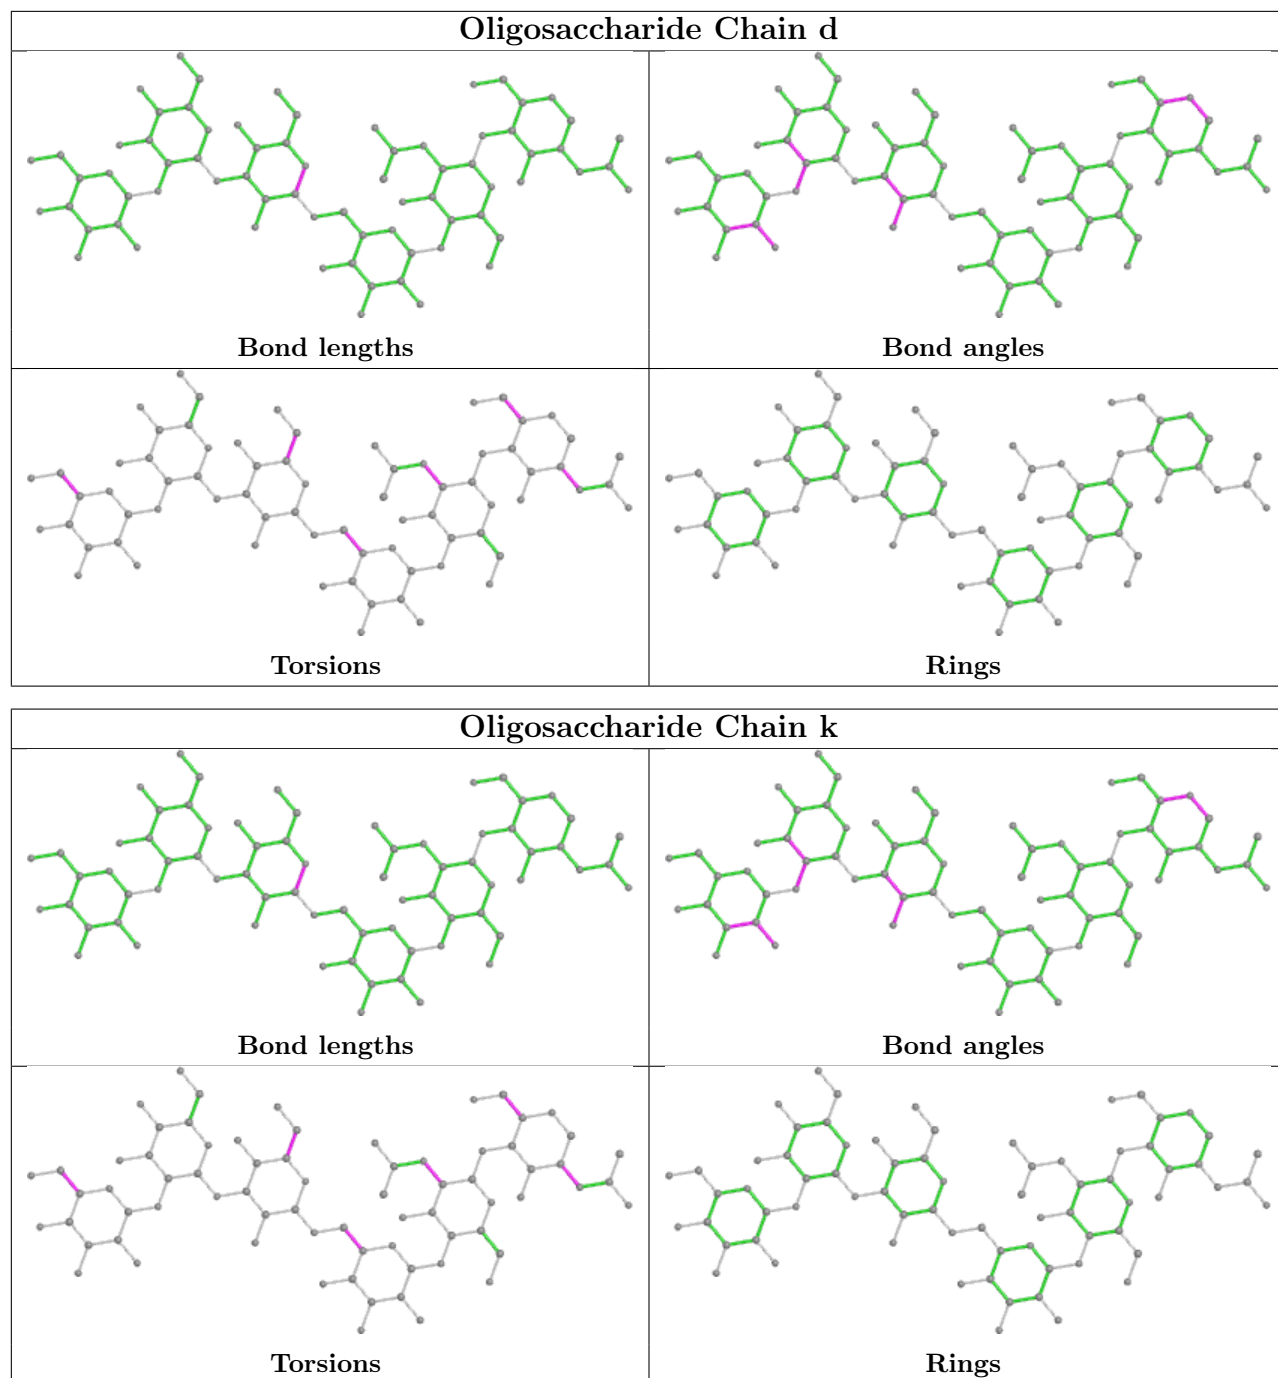 Oligosaccharide Chain d
Bond lengths
Bond angles
Torsions
Rings
Oligosaccharide Chain k
Bond lengths
Bond angles
Torsions
Rings